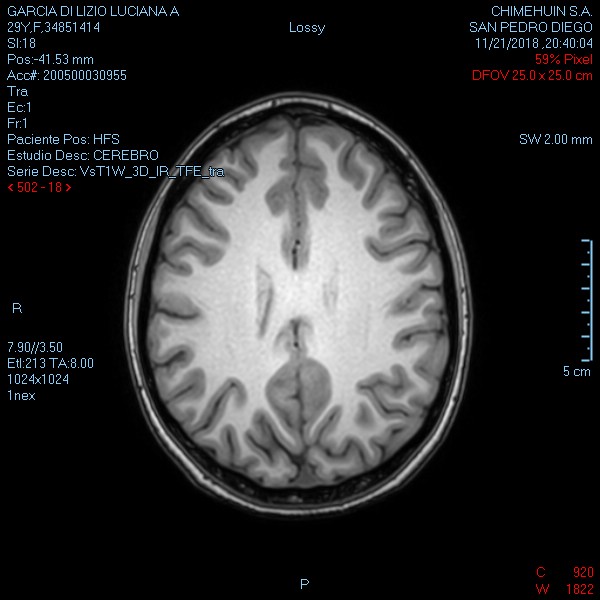 GARCIA DI LIZIO LUCIANA A
29Y,F,34851414
Sl:18
Pos:-41.53 mm
Acc#: 200500030955
Tra
Ec:1
Fr:1
Paciente Pos: HFS
Estudio Desc: CEREBRO
Serie Desc: VsT1W_3D_IR_TFE_tra
< 502 - 18 >
Lossy
CHIMEHUIN S.A.
SAN PEDRO DIEGO
11/21/2018 ,20:40:04
59% Pixel
DFOV 25.0 x 25.0 cm
SW 2.00 mm
R
7.90//3.50
Etl:213 TA:8.00
1024x1024
1nex
5 cm
P
C 920
W 1822